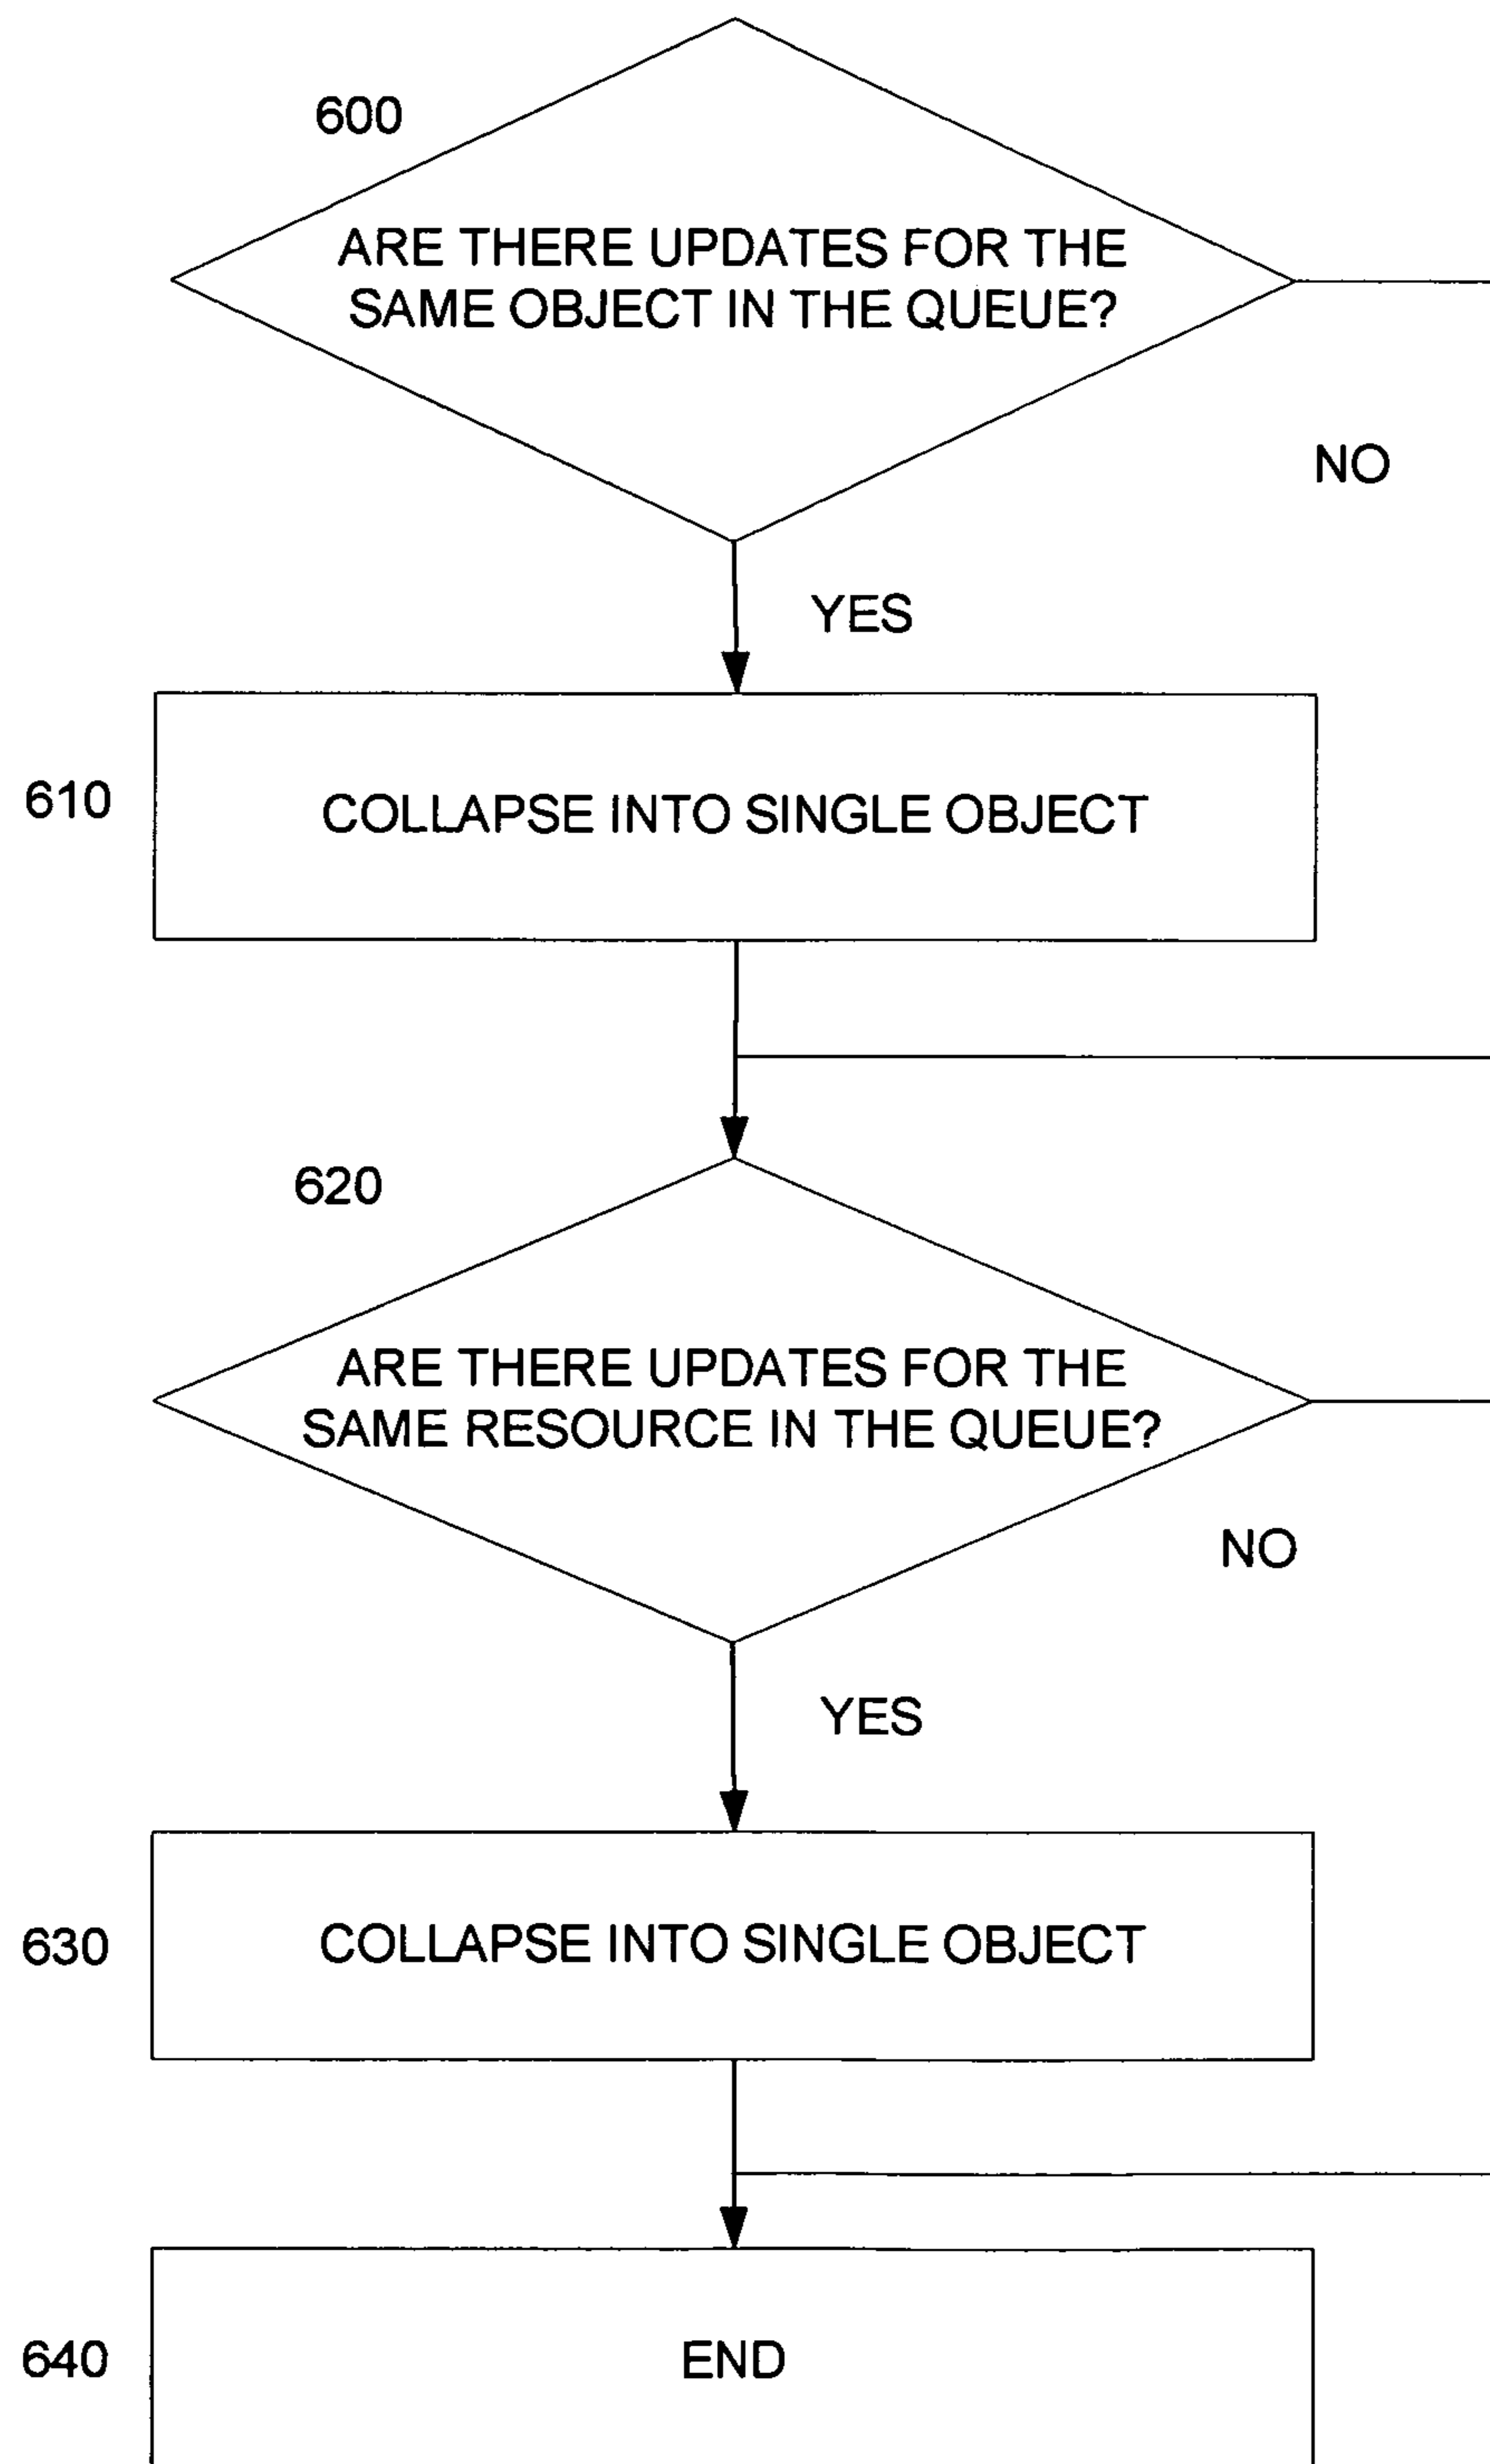 600
ARE THERE UPDATES FOR THE
SAME OBJECT IN THE QUEUE?
NO
YES
610
COLLAPSE INTO SINGLE OBJECT
620
ARE THERE UPDATES FOR THE
SAME RESOURCE IN THE QUEUE?
NO
YES
630
COLLAPSE INTO SINGLE OBJECT
640
END